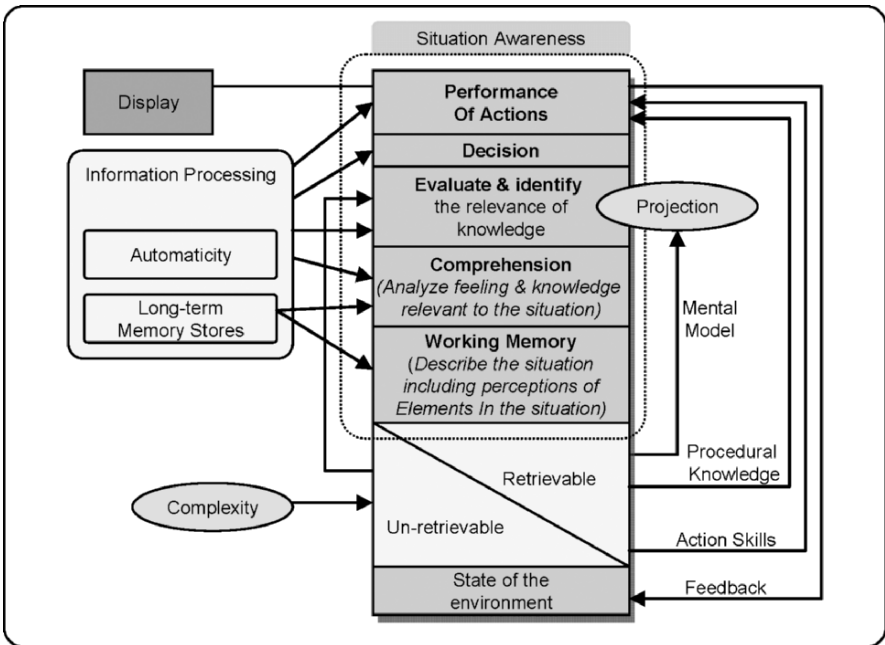 Situation Awareness
Display
Performance
Of Actions
Decision
Information Processing
Evaluate & identify
the relevance of
knowledge
Projection
Automaticity
Comprehension
(Analyze feeling & knowledge
relevant to the situation)
Long-term
Memory Stores
Mental
Model
Working Memory
(Describe the situation
including perceptions of
Elements In the situation)
Procedural
Knowledge
Retrievable
Complexity
Un-retrievable
Action Skills
State of the
environment
Feedback